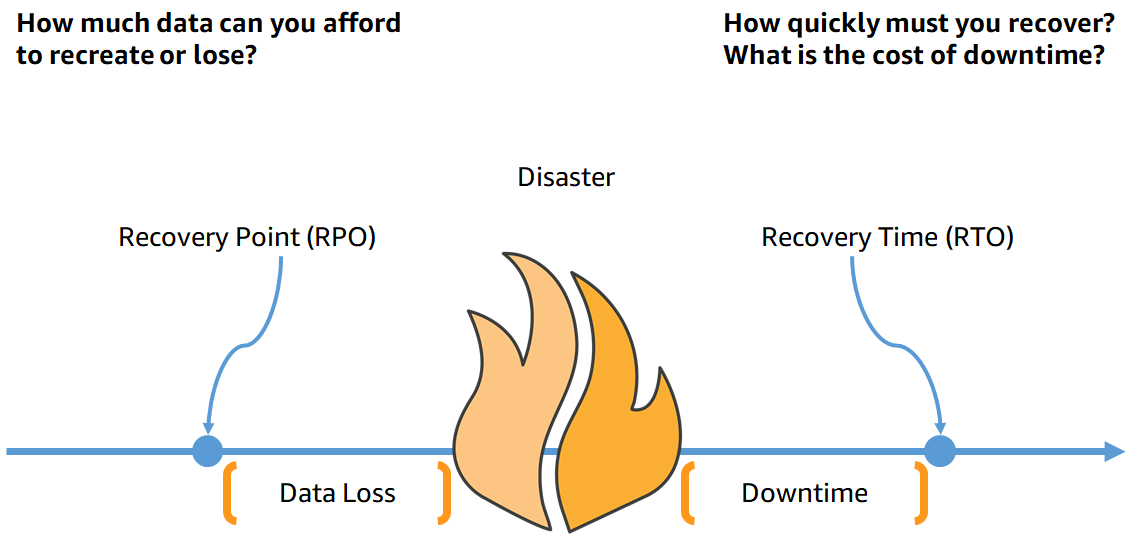 How much data can you afford
to recreate or lose?
How quickly must you recover?
What is the cost of downtime?
Disaster
Recovery Point (RPO)
Recovery Time (RTO)
Data Loss
Downtime